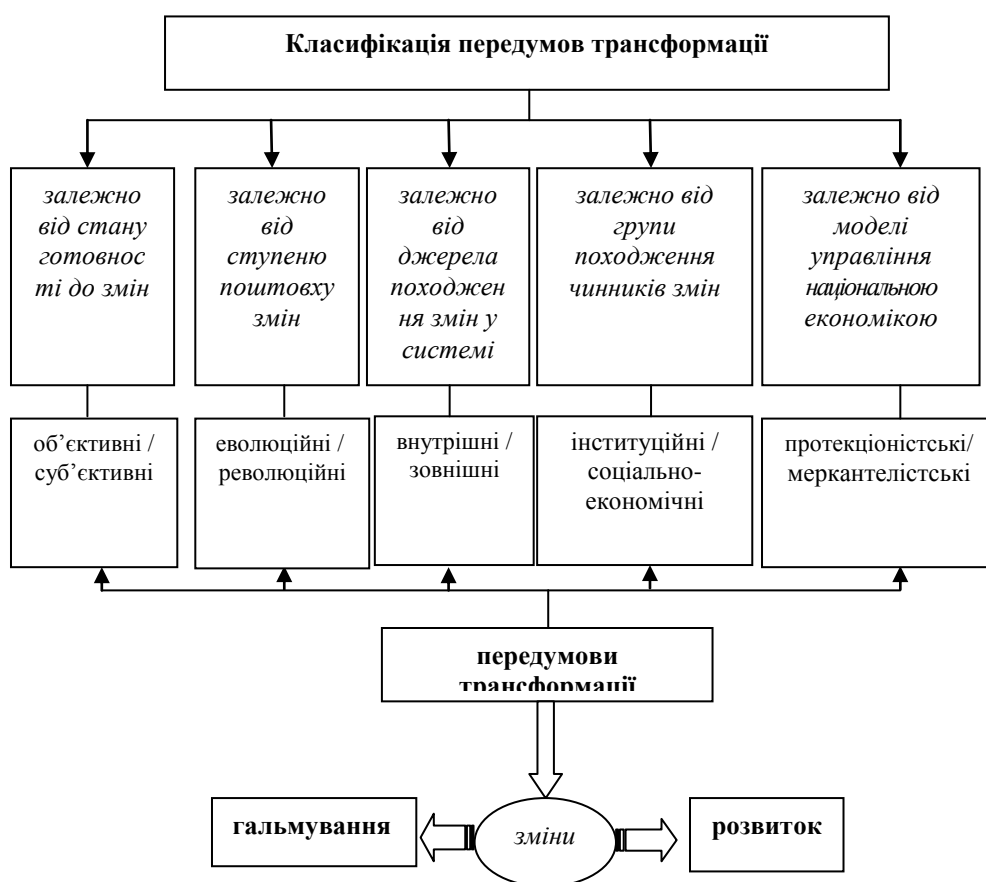 Класифікація передумов трансформації
залежно
від стану
готовнос
ті до змін
залежно
від
ступеню
поштовху
змін
залежно
від
джерела
походжен
ня змін у
системі
залежно від
групи
походження
чинників змін
залежно від
моделі
управління
національною
економікою
об’єктивні /
суб’єктивні
еволюційні /
революційні
внутрішні /
зовнішні
інституційні /
соціально-
економічні
протекціоністські/
меркантелістські
передумови
трансформації
гальмування
зміни
розвиток